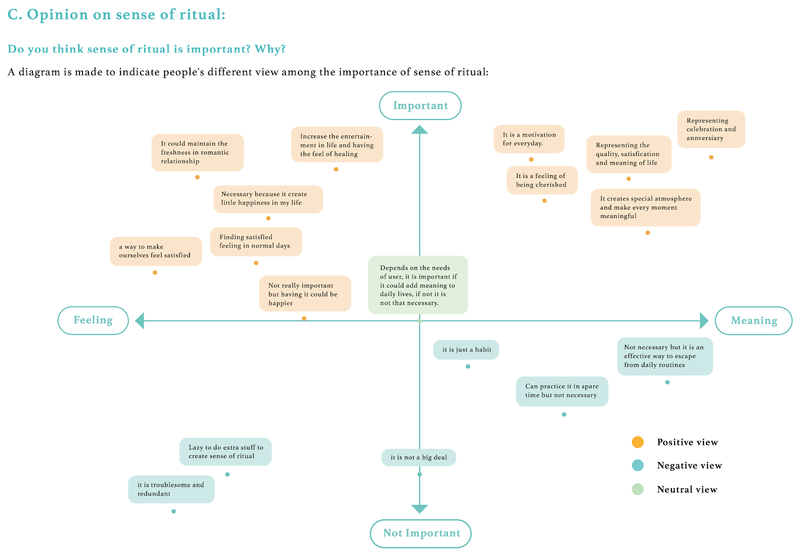 C. Opinion on sense of ritual:
Do you think sense of ritual is important? Why?
A diagram is made to indicate people's different view among the importance of sense of ritual:
Important
It could maintain the
freshness in romantic
relationship
Increase the entertain-
ment in life and having
the feel of healing
It is a motivation
for everyday.
Representing the
quality, satisfication
and meaning of life
Representing
celebration and
annversiary
It is a feeling of
being cherished
Necessary because it create
little happiness in my life
It creates special atmosphere
and make every moment
meaningful
a way to make
ourselves feel satisfied
Finding satisfied
feeling in normal days
Not really important
but having it could be
happier
Depends on the needs
of user, it is important if
it could add meaning to
daily lives, if not it is
not that necessary.
Feeling
Meaning
it is just a habit
Not necessary but it is an
effective way to escape
from daily routines
Can practice it in spare
time but not necessary
Lazy to do extra stuff to
create sense of ritual
it is not a big deal
it is troublesome and
redundant
Positive view
Negative view
Neutral view
Not Important